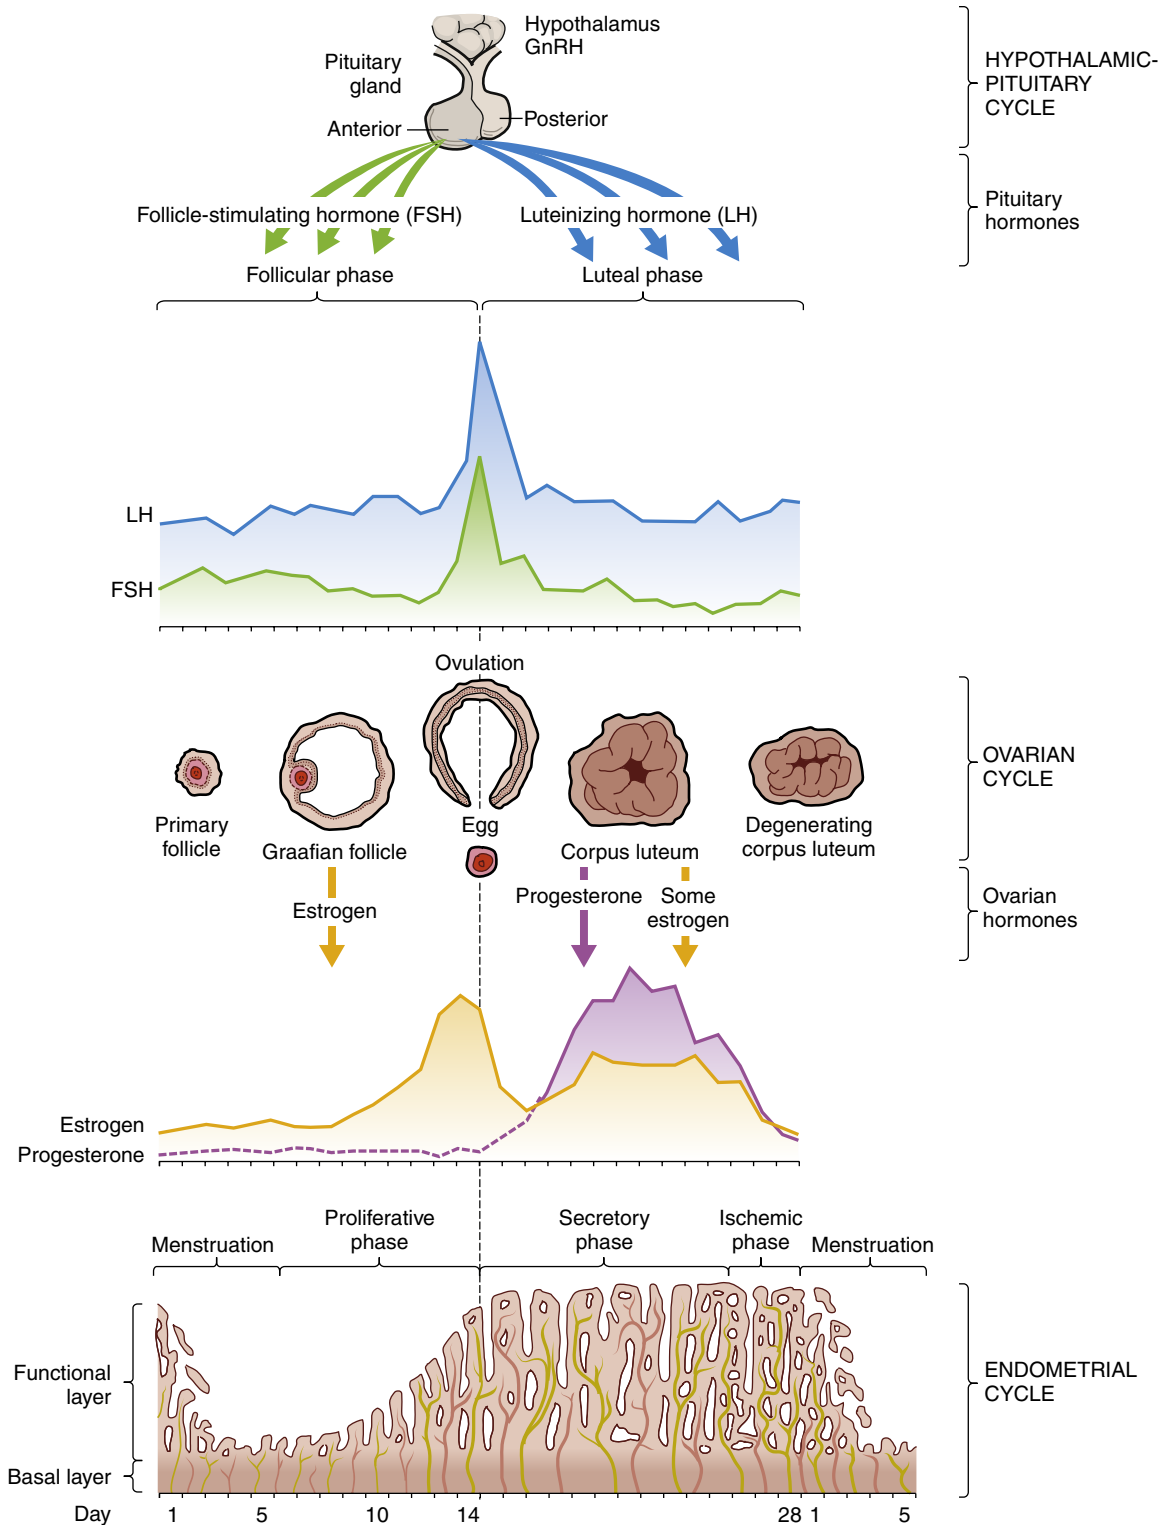 Hypothalamus
GnRH
Pituitary
gland
Anterior
Posterior
HYPOTHALAMIC-
PITUITARY
CYCLE
Follicle-stimulating hormone (FSH)
Luteinizing hormone (LH)
Pituitary
hormones
Follicular phase
Luteal phase
LH
FSH
Ovulation
Primary
follicle
Graafian follicle
Egg
Corpus luteum
Degenerating
corpus luteum
OVARIAN
CYCLE
Estrogen
Progesterone
Some
estrogen
Ovarian
hormones
Estrogen
Progesterone
Menstruation
Proliferative
phase
Secretory
phase
Ischemic
phase
Menstruation
Functional
layer
Basal layer
ENDOMETRIAL
CYCLE
Day 1 5 10 14 28 1 5